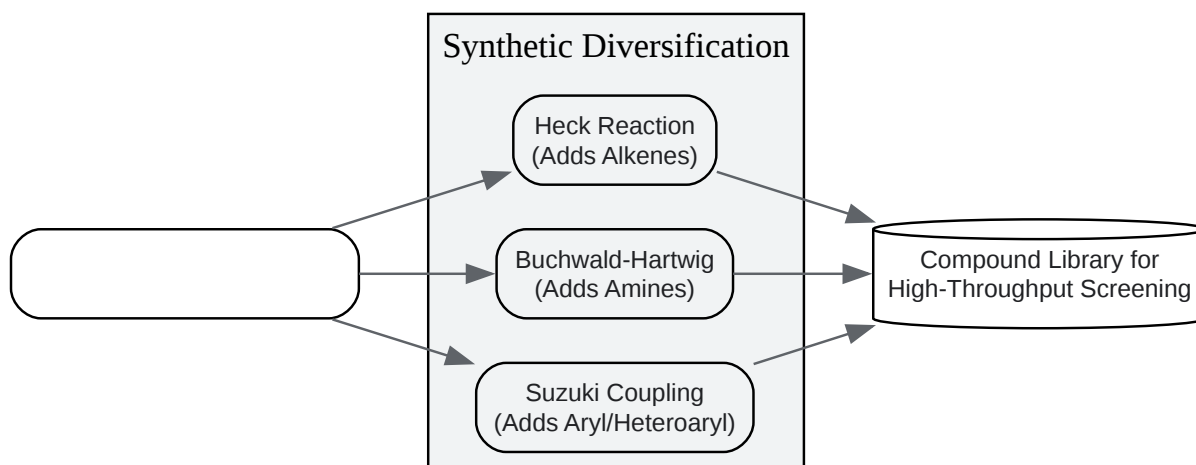 Synthetic Diversification
Heck Reaction
(Adds Alkenes)
Buchwald-Hartwig
(Adds Amines)
Suzuki Coupling
(Adds Aryl/Heteroaryl)
Compound Library for
High-Throughput Screening